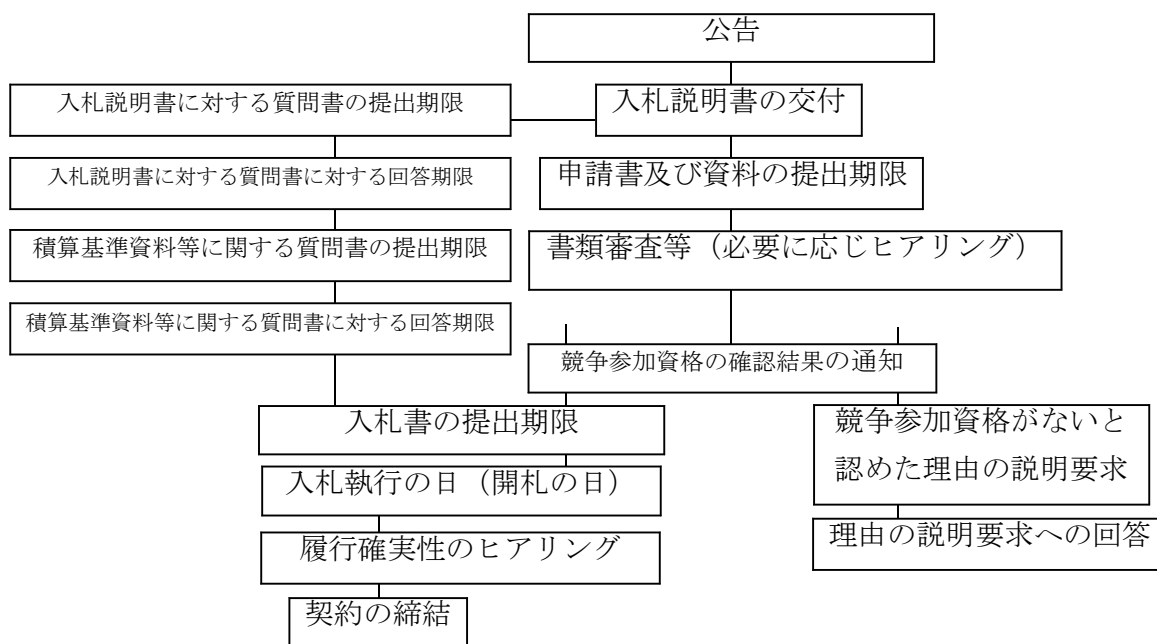 公告
入札説明書に対する質問書の提出期限
入札説明書の交付
入札説明書に対する質問書に対する回答期限
申請書及び資料の提出期限
積算基準資料等に関する質問書の提出期限
書類審査等（必要に応じヒアリング）
積算基準資料等に関する質問書に対する回答期限
競争参加資格の確認結果の通知
入札書の提出期限
競争参加資格がないと
認めた理由の説明要求
入札執行の日（開札の日）
理由の説明要求への回答
履行確実性のヒアリング
契約の締結